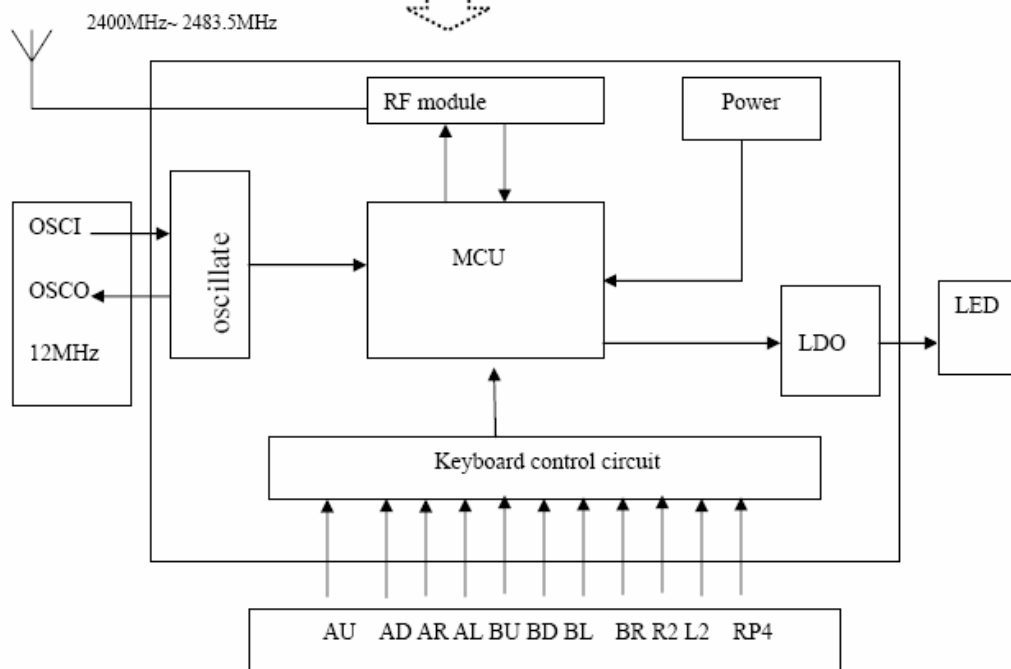 2400MHz~ 2483.5MHz
RF module
Power
OSCI
OSCO
12MHz
oscillate
MCU
LDO
LED
Keyboard control circuit
AU AD AR AL BU BD BL BR R2 L2 RP4